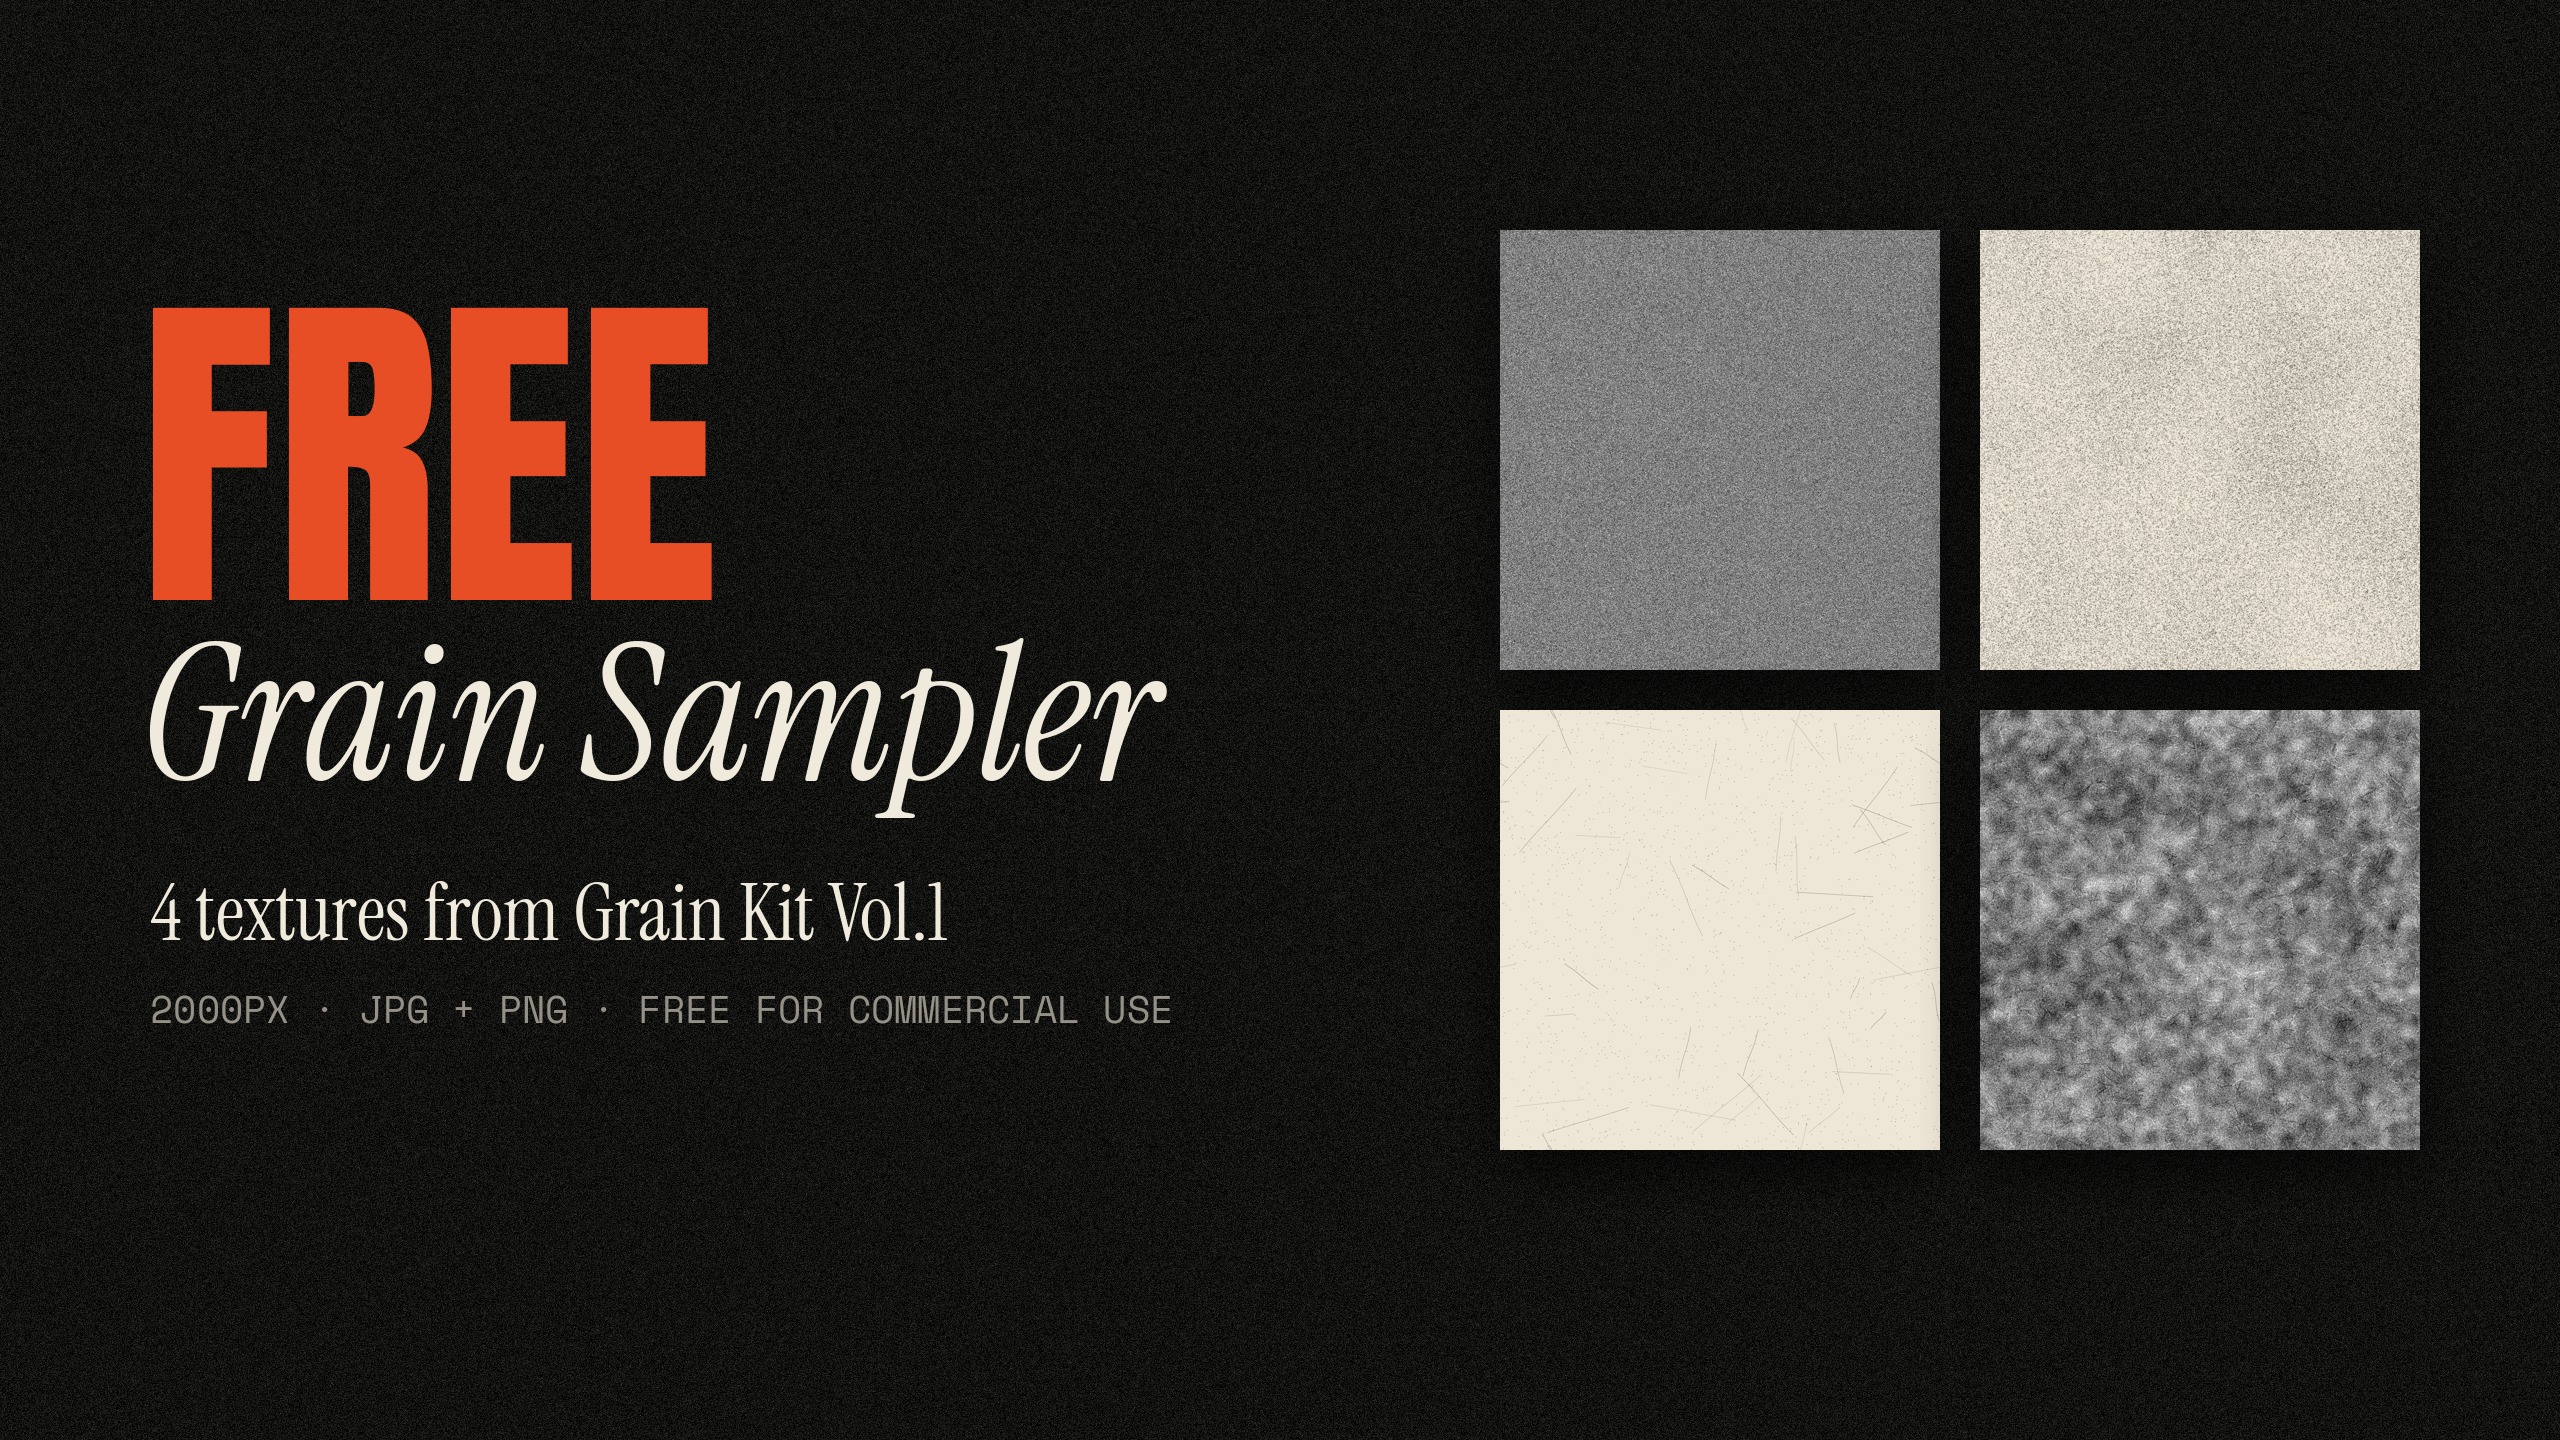 FREE
Grain Sampler
4 textures from Grain Kit Vol.1
2000PX · JPG + PNG · FREE FOR COMMERCIAL USE